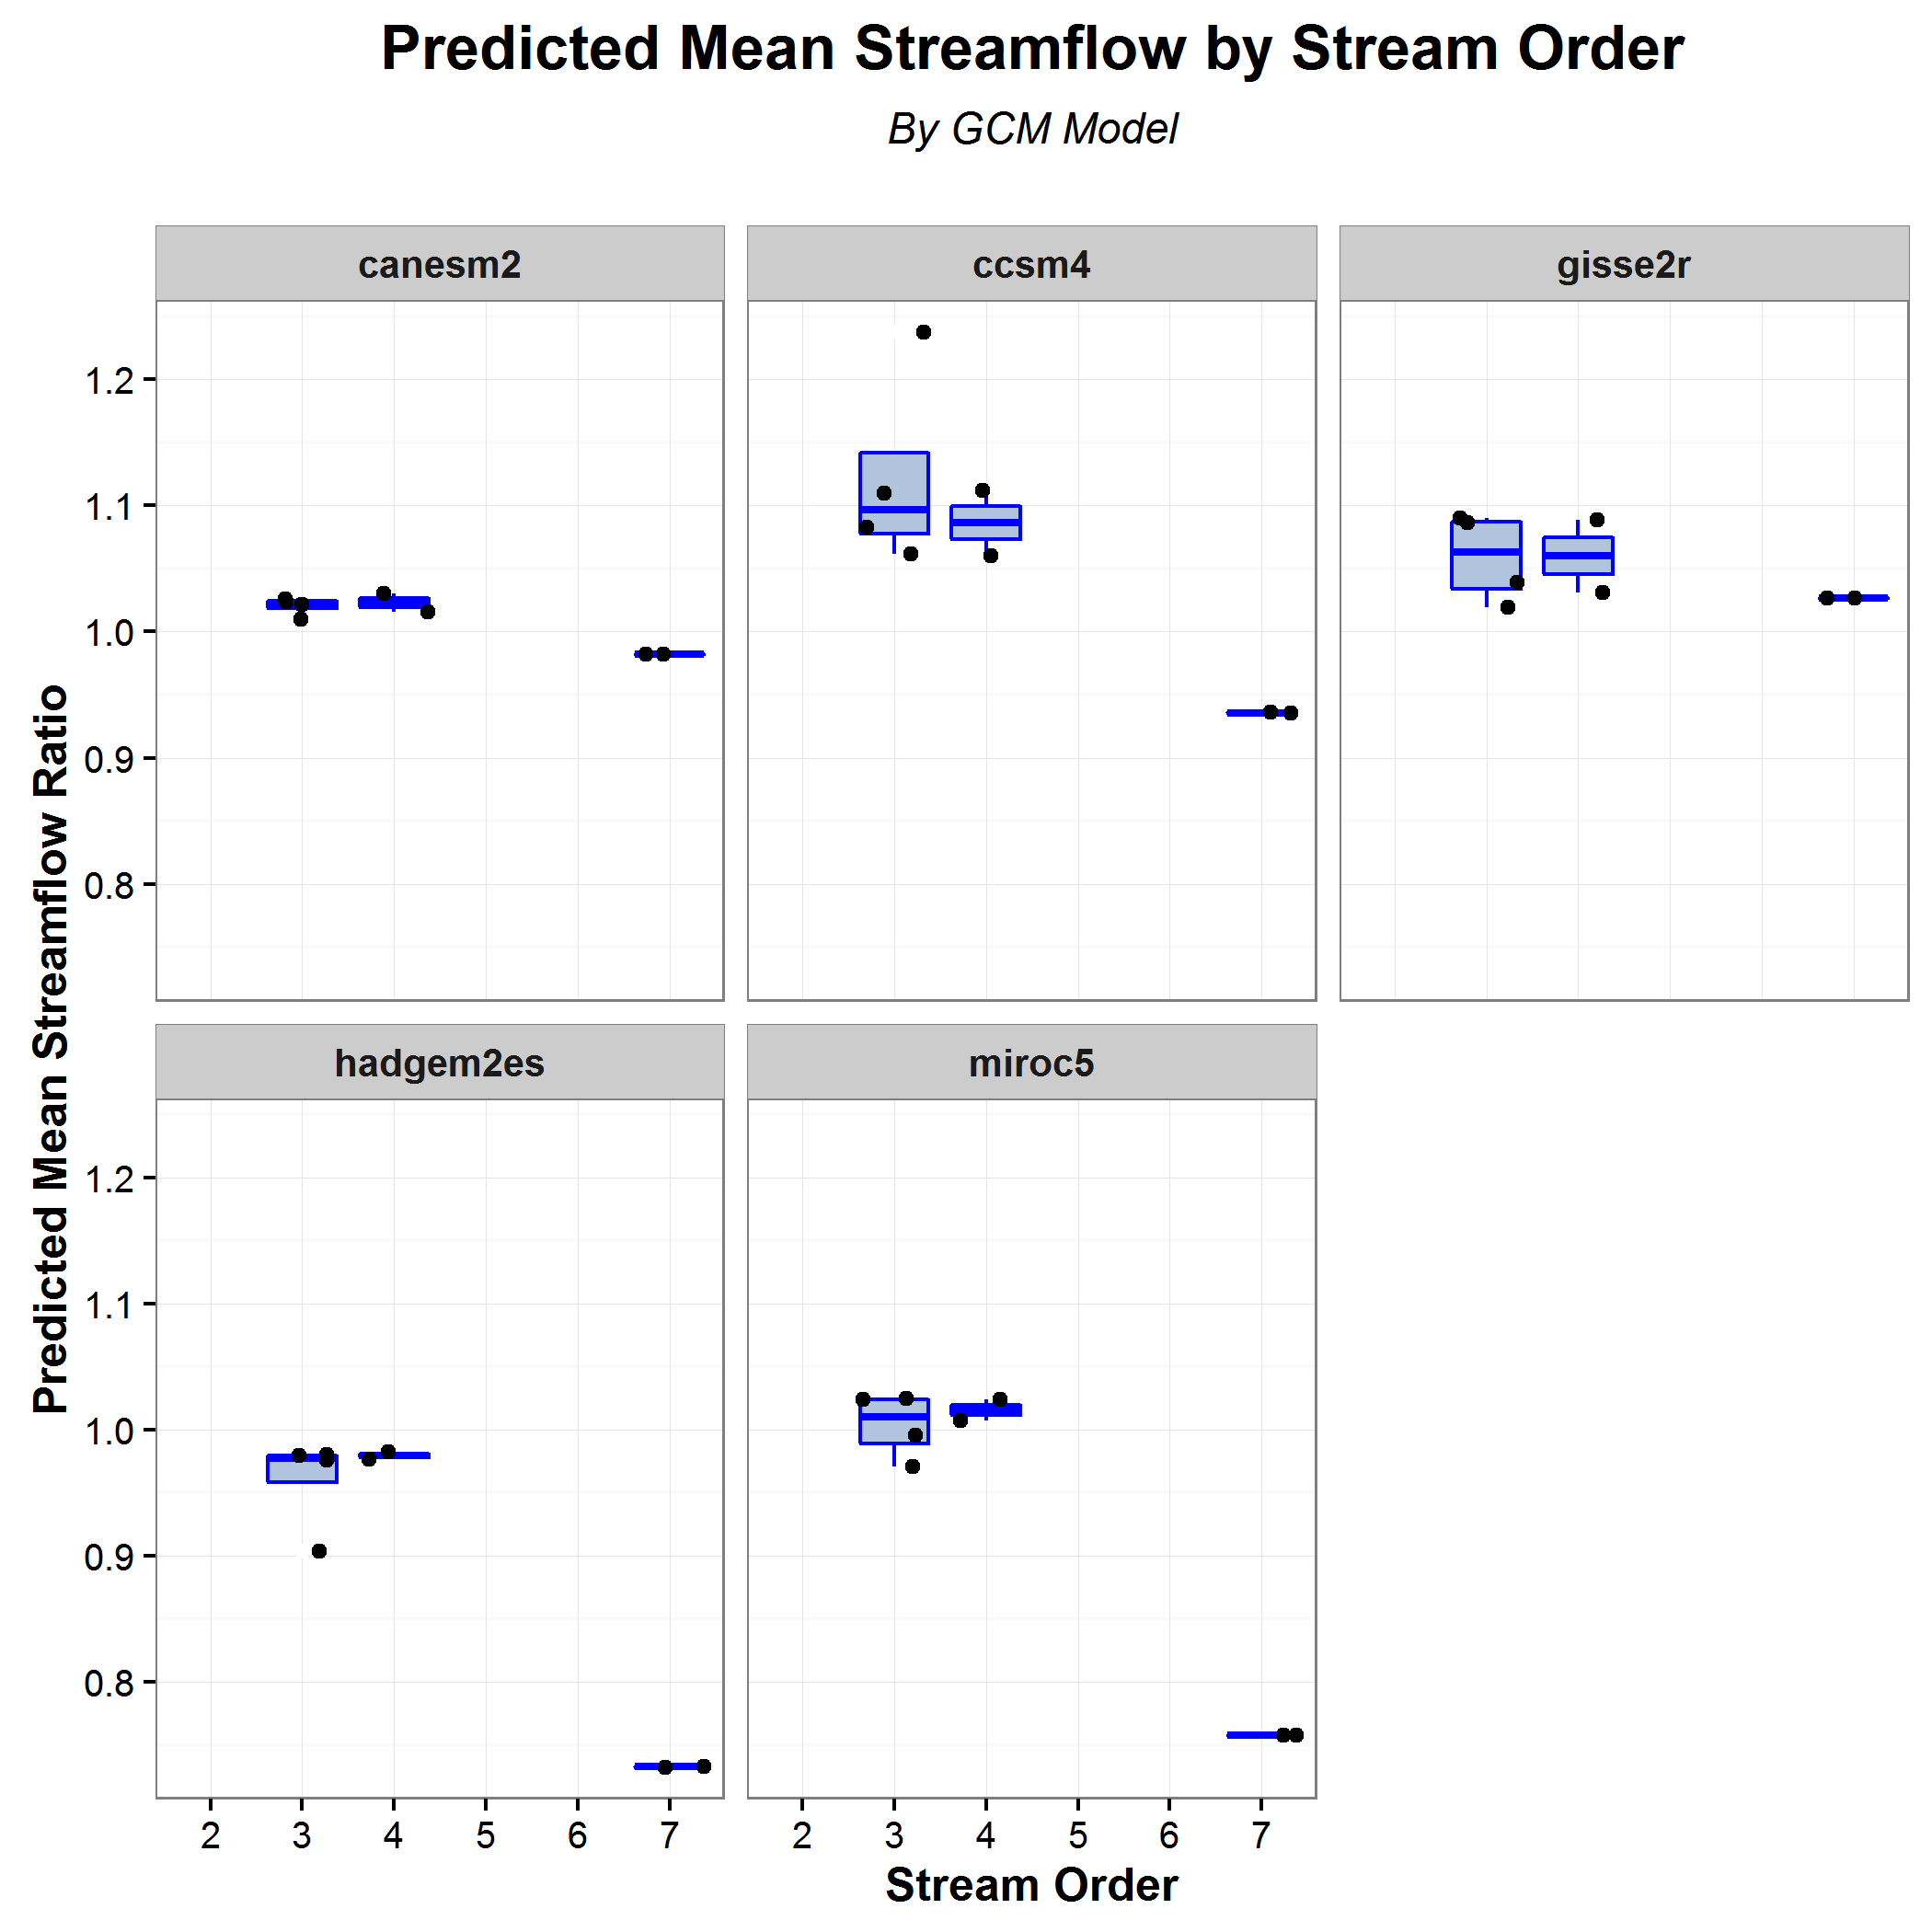 Predicted Mean Streamflow by Stream Order
By GCM Model
canesm2
ccsm4
gisse2r
1.2
1.1
1.0
0.9
0.8
Predicted Mean Streamflow Ratio
hadgem2es
miroc5
1.2
1.1
1.0
0.9
0.8
2 3 4 5 6 7
2 3 4 5 6 7
Stream Order